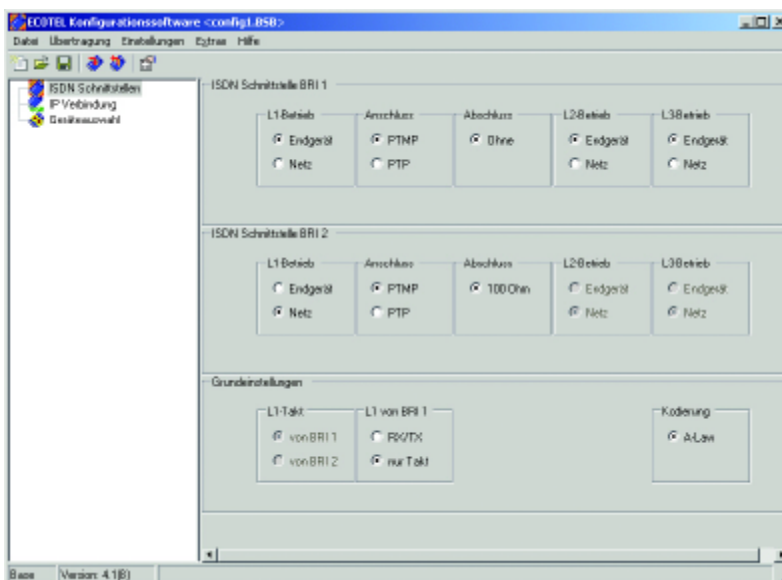 ECOTEL Konfigurationssoftware <config1.BSB>
Datei Übertragung Einstellungen Extras Hilfe
ISDN Schnittstellen
IP Verbindung
Geräteauswahl
ISDN Schnittstelle BRI 1
L1-Betrieb Anschluss Abschluss L2-Betrieb L3-Betrieb
Endgerät PTMP Ohne Endgerät Endgerät
Netz PTP Netz Netz
ISDN Schnittstelle BRI 2
L1-Betrieb Anschluss Abschluss L2-Betrieb L3-Betrieb
Endgerät PTMP 100 Ohm Endgerät Endgerät
Netz PTP Netz Netz
Grundeinstellungen
L1-Takt L1 von BRI 1 Kodierung
von BRI 1 RX/TX A-Law
von BRI 2 nur Takt
Base Version: 4.1(B)